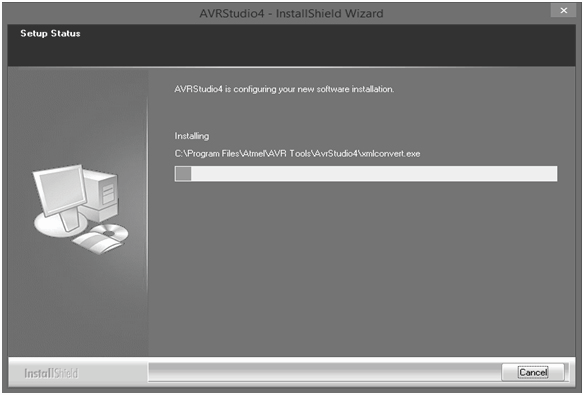 AVRStudio4 - InstallShield Wizard
Setup Status
AVRStudio4 is configuring your new software installation.
Installing
C:\Program Files\Atmel\AVR Tools\AvrStudio4\xmlconvert.exe
InstallShield
Cancel